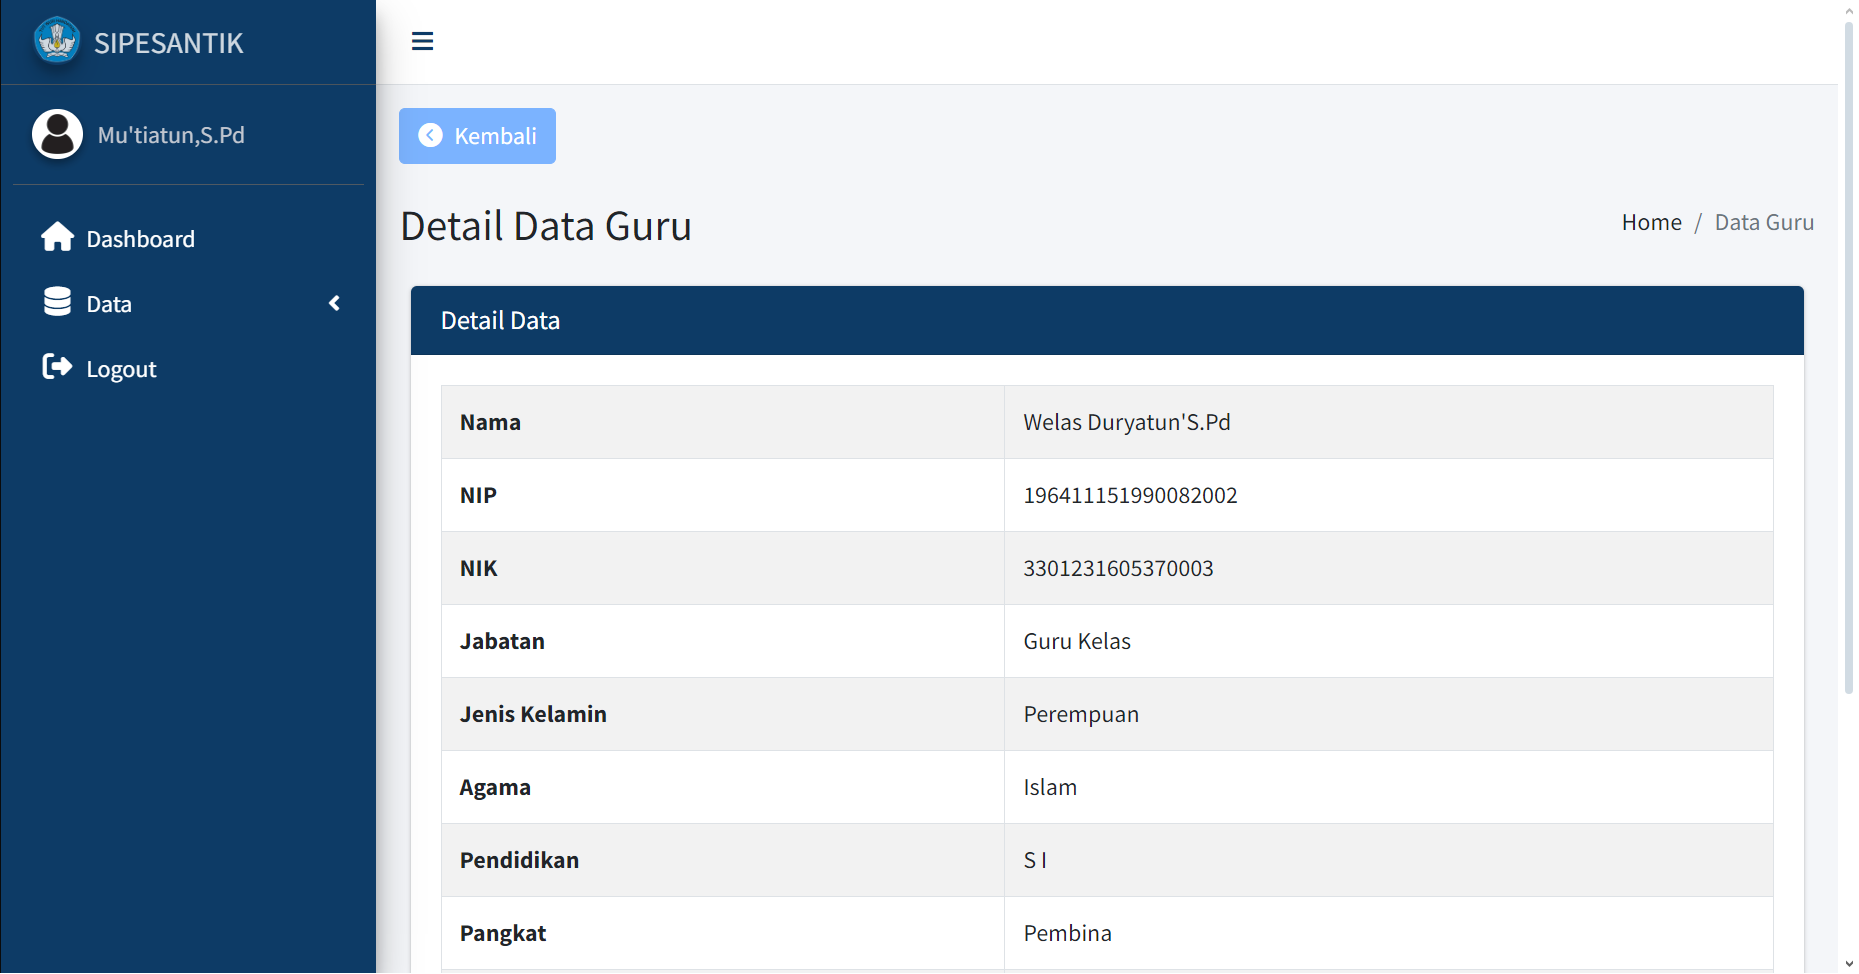 SIPESANTIK
Mu'tiatun,S.Pd
Dashboard
Data
Logout
Kembali
Detail Data Guru
Home / Data Guru
Detail Data
Nama Welas Duryatun'S.Pd
NIP 196411151990082002
NIK 3301231605370003
Jabatan Guru Kelas
Jenis Kelamin Perempuan
Agama Islam
Pendidikan S I
Pangkat Pembina